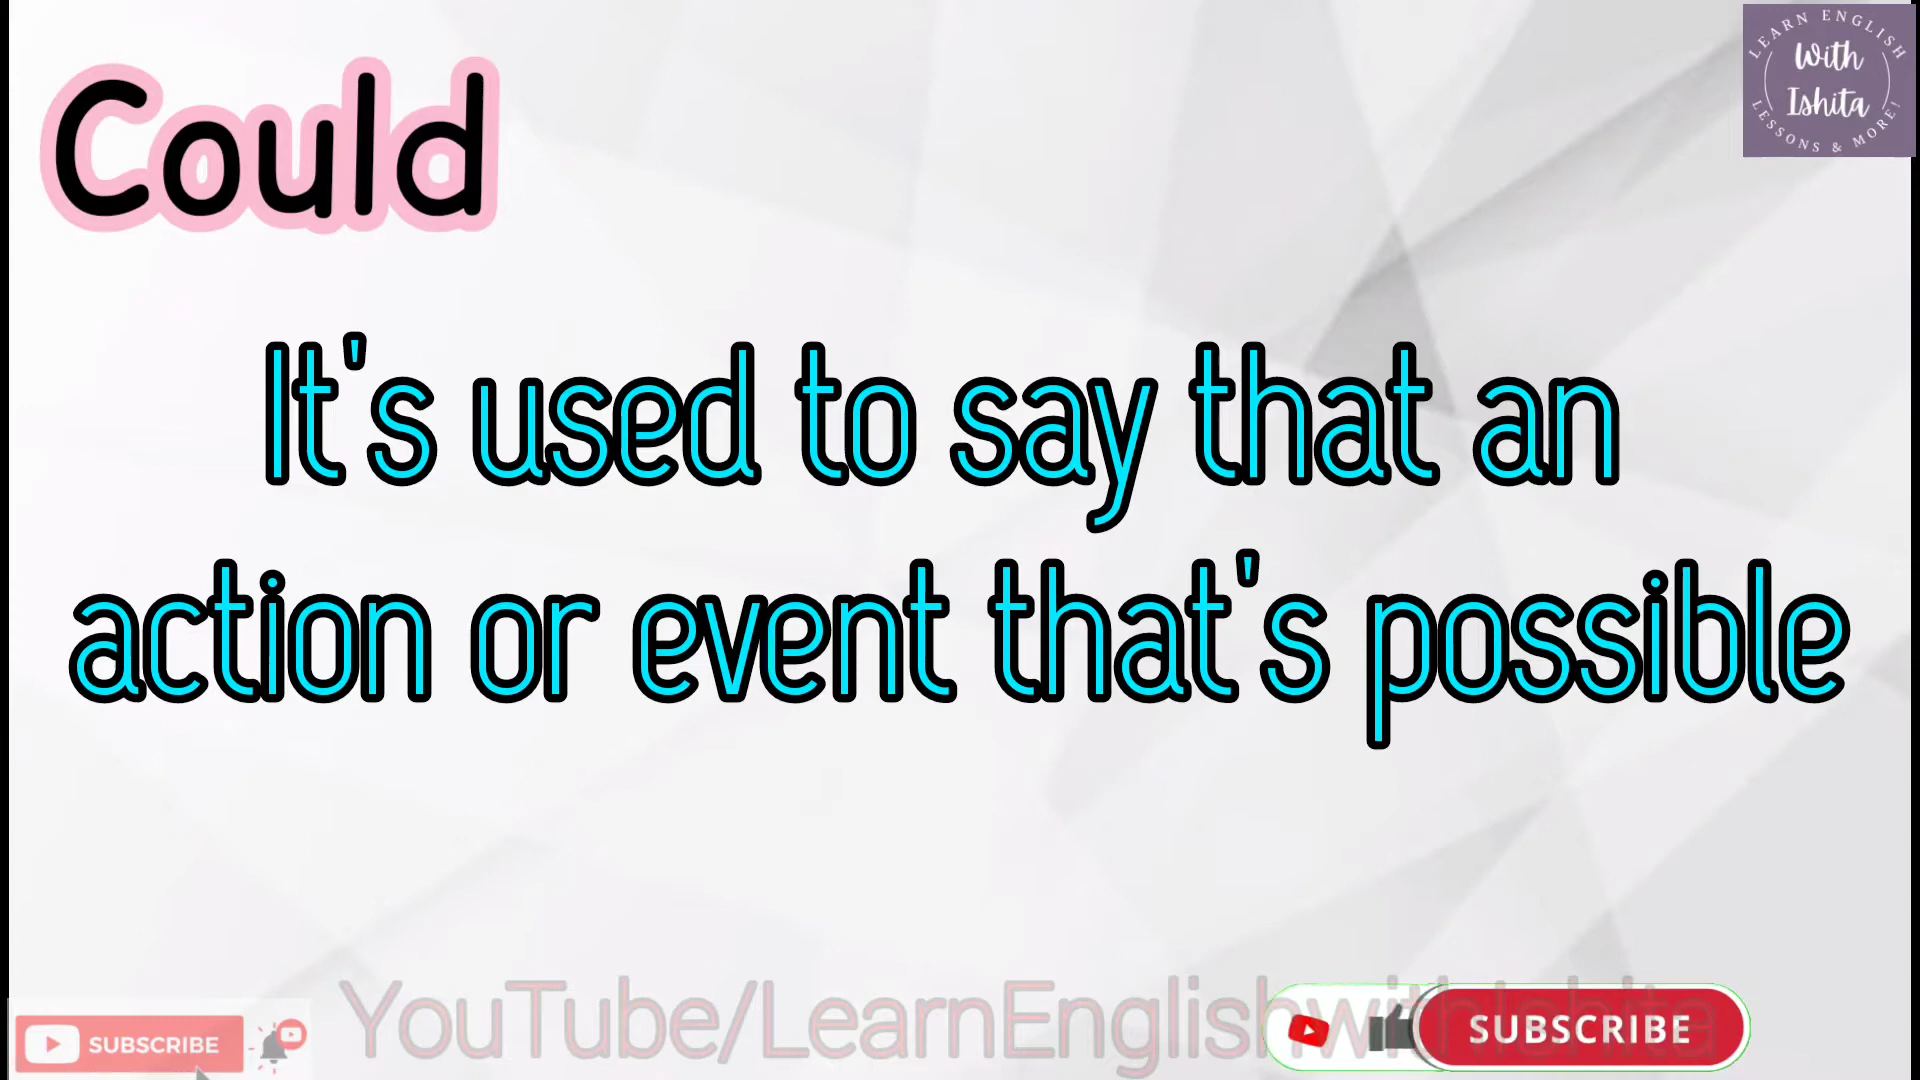 Could
LEARN ENGLISH
With
Ishita
LESSONS & MORE!
It's used to say that an
action or event that's possible
YouTube/LearnEnglishwithIshita
SUBSCRIBE
SUBSCRIBE